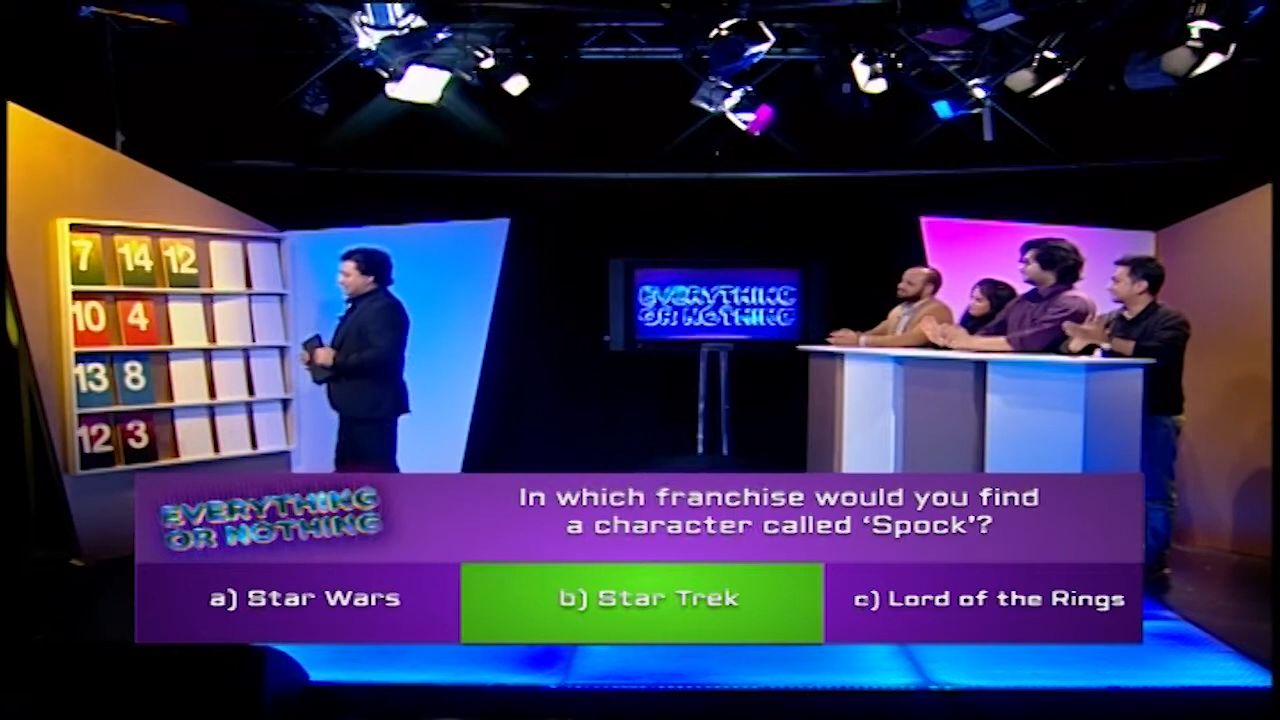 7 14 12
10 4
13 8
12 3
EVERYTHING
OR NOTHING
EVERYTHING
OR NOTHING
In which franchise would you find
a character called ‘Spock’?
a) Star Wars b) Star Trek c) Lord of the Rings